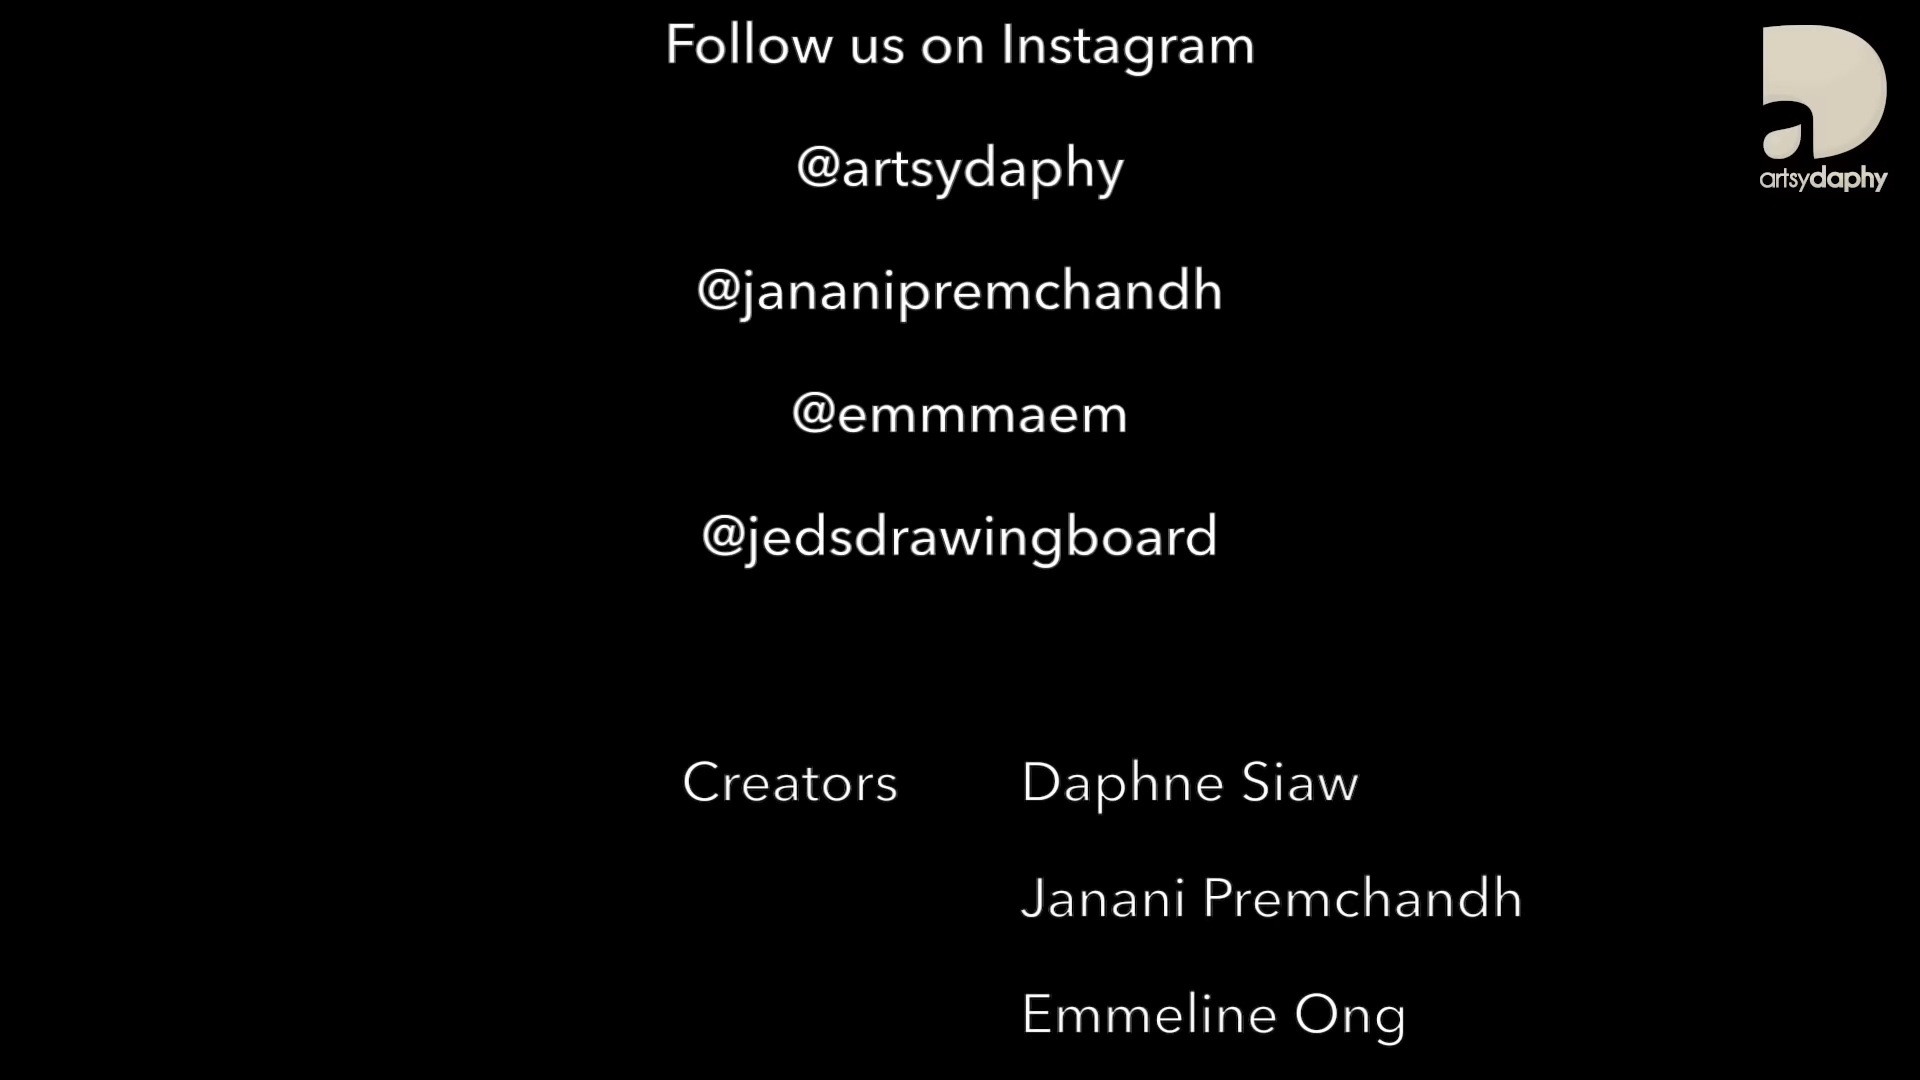 Follow us on Instagram
@artsydaphy
@jananipremchandh
@emmmaem
@jedsdrawingboard
Creators Daphne Siaw
Janani Premchandh
Emmeline Ong
artsydaphy